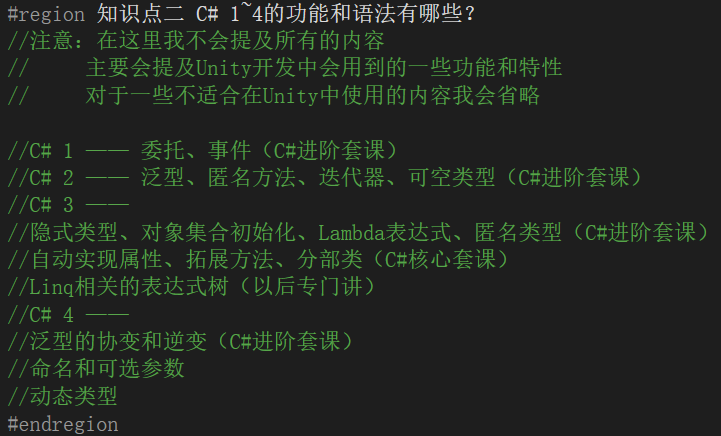 #region 知识点二 C# 1~4的功能和语法有哪些？
//注意：在这里我不会提及所有的内容
//     主要会提及Unity开发中会用到的一些功能和特性
//     对于一些不适合在Unity中使用的内容我会省略
//C# 1 —— 委托、事件（C#进阶套课）
//C# 2 —— 泛型、匿名方法、迭代器、可空类型（C#进阶套课）
//C# 3 ——
//隐式类型、对象集合初始化、Lambda表达式、匿名类型（C#进阶套课）
//自动实现属性、拓展方法、分部类（C#核心套课）
//Linq相关的表达式树（以后专门讲）
//C# 4 ——
//泛型的协变和逆变（C#进阶套课）
//命名和可选参数
//动态类型
#endregion